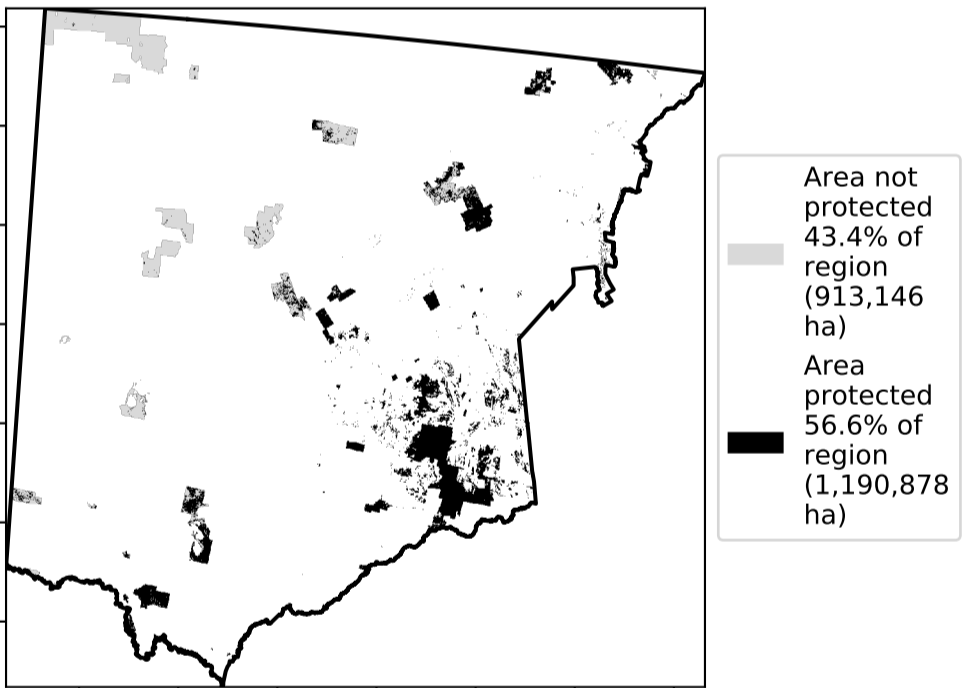 Area not
protected
43.4% of
region
(913,146
ha)
Area
protected
56.6% of
region
(1,190,878
ha)